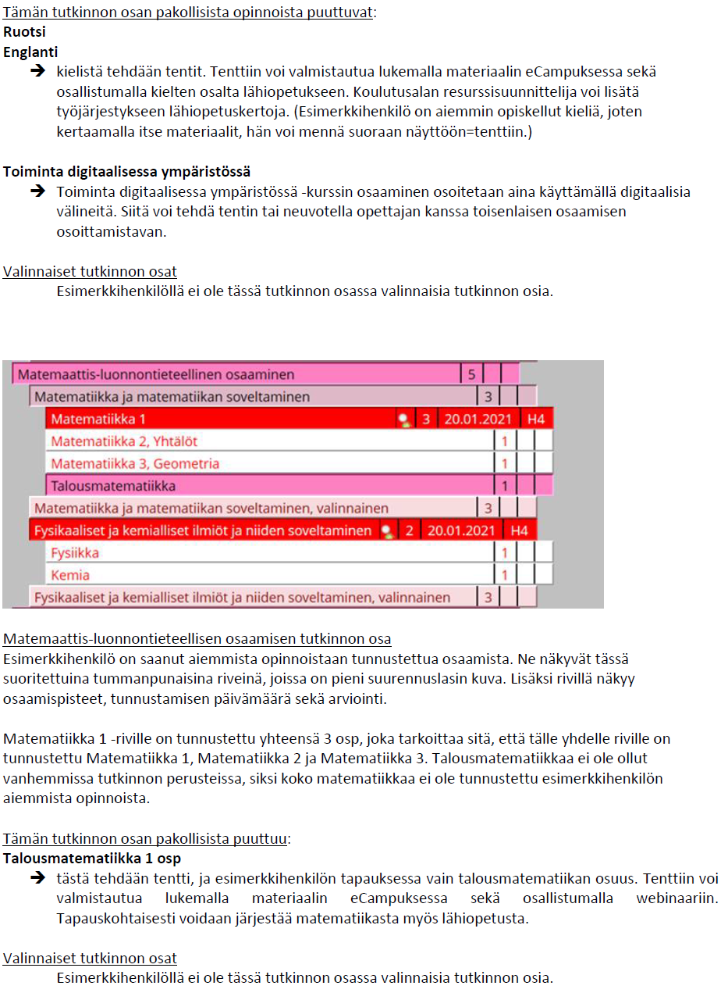 Tämän tutkinnon osan pakollisista opinnoista puuttuvat:
Ruotsi
Englanti
➔ kielistä tehdään tentit. Tenttiin voi valmistautua lukemalla materiaalin eCampuksessa sekä
osallistumalla kielten osalta lähiopetukseen. Koulutusalan resurssisuunnittelija voi lisätä
työjärjestykseen lähiopetuskertoja. (Esimerkkihenkilö on aiemmin opiskellut kieliä, joten
kertaamalla itse materiaalit, hän voi mennä suoraan näyttöön=tenttiin.)
Toiminta digitaalisessa ympäristössä
➔ Toiminta digitaalisessa ympäristössä -kurssin osaaminen osoitetaan aina käyttämällä digitaalisia
välineitä. Siitä voi tehdä tentin tai neuvotella opettajan kanssa toisenlaisen osaamisen
osoittamistavan.
Valinnaiset tutkinnon osat
Esimerkkihenkilöllä ei ole tässä tutkinnon osassa valinnaisia tutkinnon osia.
Matemaattis-luonnontieteellinen osaaminen 5
Matematiikka ja matematiikan soveltaminen 3
Matematiikka 1 3 20.01.2021 H4
Matematiikka 2, Yhtälöt 1
Matematiikka 3, Geometria 1
Talousmatematiikka 1
Matematiikka ja matematiikan soveltaminen, valinnainen 3
Fysikaaliset ja kemialliset ilmiöt ja niiden soveltaminen 2 20.01.2021 H4
Fysiikka 1
Kemia 1
Fysikaaliset ja kemialliset ilmiöt ja niiden soveltaminen, valinnainen 3
Matemaattis-luonnontieteellisen osaamisen tutkinnon osa
Esimerkkihenkilö on saanut aiemmista opinnoistaan tunnustettua osaamista. Ne näkyvät tässä
suoritettuina tummanpunaisina riveinä, joissa on pieni suurennuslasin kuva. Lisäksi rivillä näkyy
osaamispisteet, tunnustamisen päivämäärä sekä arviointi.
Matematiikka 1 -riville on tunnustettu yhteensä 3 osp, joka tarkoittaa sitä, että tälle yhdelle riville on
tunnustettu Matematiikka 1, Matematiikka 2 ja Matematiikka 3. Talousmatematiikkaa ei ole ollut
vanhemmissa tutkinnon perusteissa, siksi koko matematiikkaa ei ole tunnustettu esimerkkihenkilön
aiemmista opinnoista.
Tämän tutkinnon osan pakollisista puuttuu:
Talousmatematiikka 1 osp
➔ tästä tehdään tentti, ja esimerkkihenkilön tapauksessa vain talousmatematiikan osuus. Tenttiin voi
valmistautua lukemalla materiaalin eCampuksessa sekä osallistumalla webinaariin.
Tapauskohtaisesti voidaan järjestää matematiikasta myös lähiopetusta.
Valinnaiset tutkinnon osat
Esimerkkihenkilöllä ei ole tässä tutkinnon osassa valinnaisia tutkinnon osia.